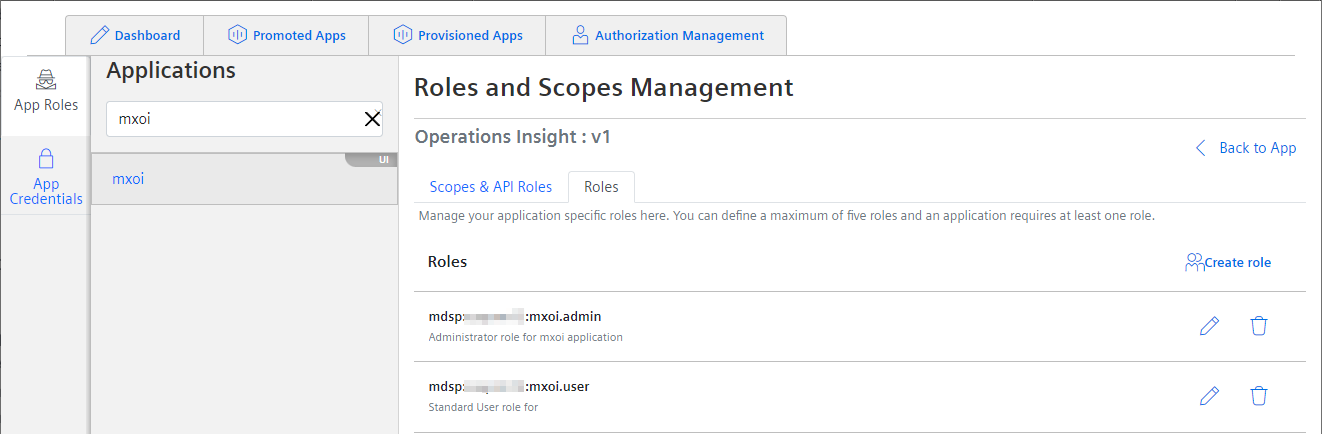 Dashboard
Promoted Apps
Provisioned Apps
Authorization Management
App Roles
App
Credentials
Applications
mxoi
UI
mxoi
Roles and Scopes Management
Operations Insight : v1
Back to App
Scopes & API Roles
Roles
Manage your application specific roles here. You can define a maximum of five roles and an application requires at least one role.
Roles
Create role
mdsp: :mxoi.admin
Administrator role for mxoi application
mdsp: :mxoi.user
Standard User role for